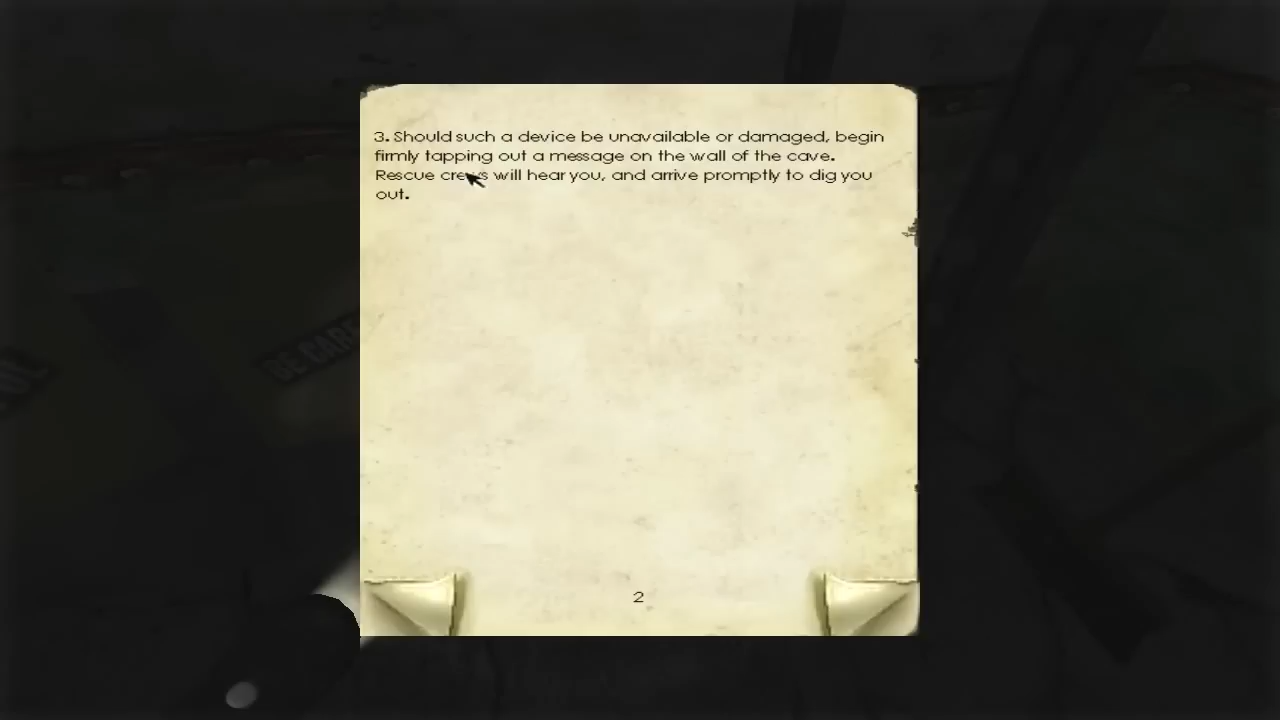 3. Should such a device be unavailable or damaged, begin
firmly tapping out a message on the wall of the cave.
Rescue crews will hear you, and arrive promptly to dig you
out.
2